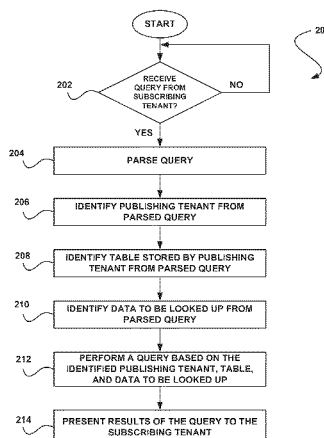 START
20
202
RECEIVE
QUERY FROM
SUBSCRIBING
TENANT?
NO
YES
204
PARSE QUERY
206
IDENTIFY PUBLISHING TENANT FROM
PARSED QUERY
208
IDENTIFY TABLE STORED BY PUBLISHING
TENANT FROM PARSED QUERY
210
IDENTIFY DATA TO BE LOOKED UP FROM
PARSED QUERY
212
PERFORM A QUERY BASED ON THE
IDENTIFIED PUBLISHING TENANT, TABLE,
AND DATA TO BE LOOKED UP
214
PRESENT RESULTS OF THE QUERY TO THE
SUBSCRIBING TENANT